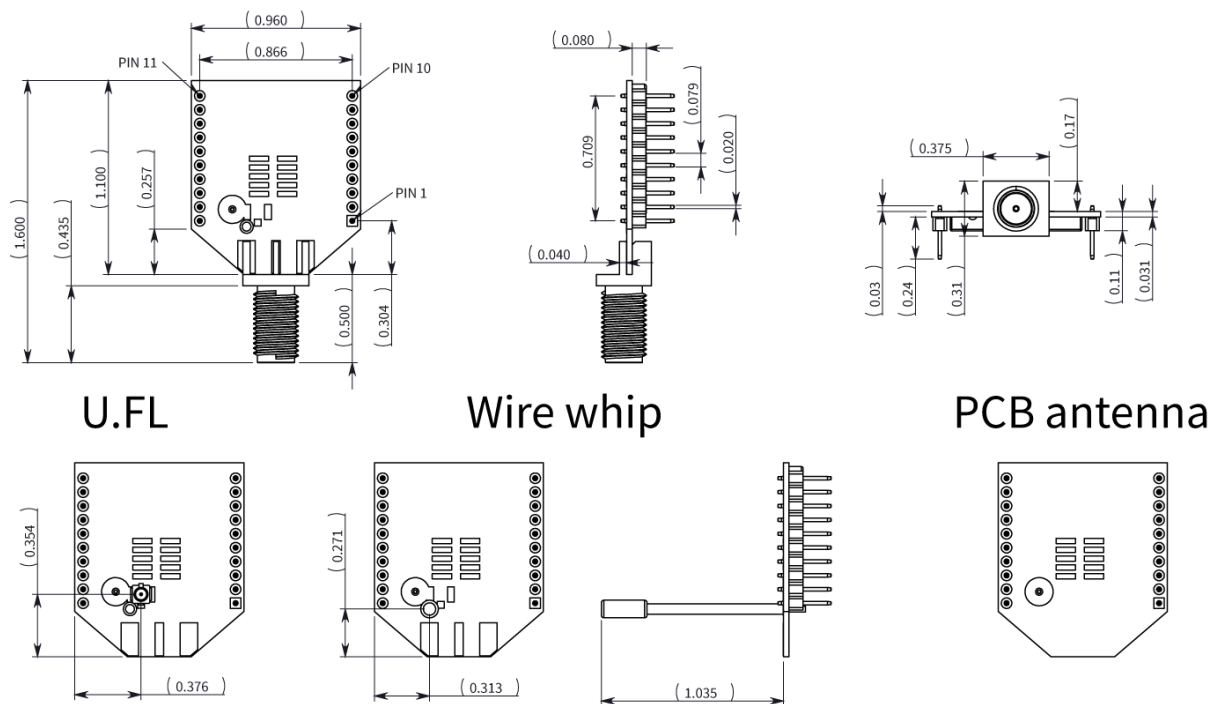 ( 0.960 )
( 0.866 )
PIN 11
PIN 10
PIN 1
( 1.600 )
( 0.435 )
( 1.100 )
( 0.257 )
( 0.500 )
( 0.304 )
( 0.080 )
( 0.079 )
( 0.020 )
0.709
( 0.040 )
( 0.375 )
( 0.17 )
( 0.03 )
( 0.24 )
( 0.31 )
( 0.11 )
( 0.031 )
U.FL
Wire whip
PCB antenna
( 0.354 )
( 0.376 )
( 0.271 )
( 0.313 )
( 1.035 )